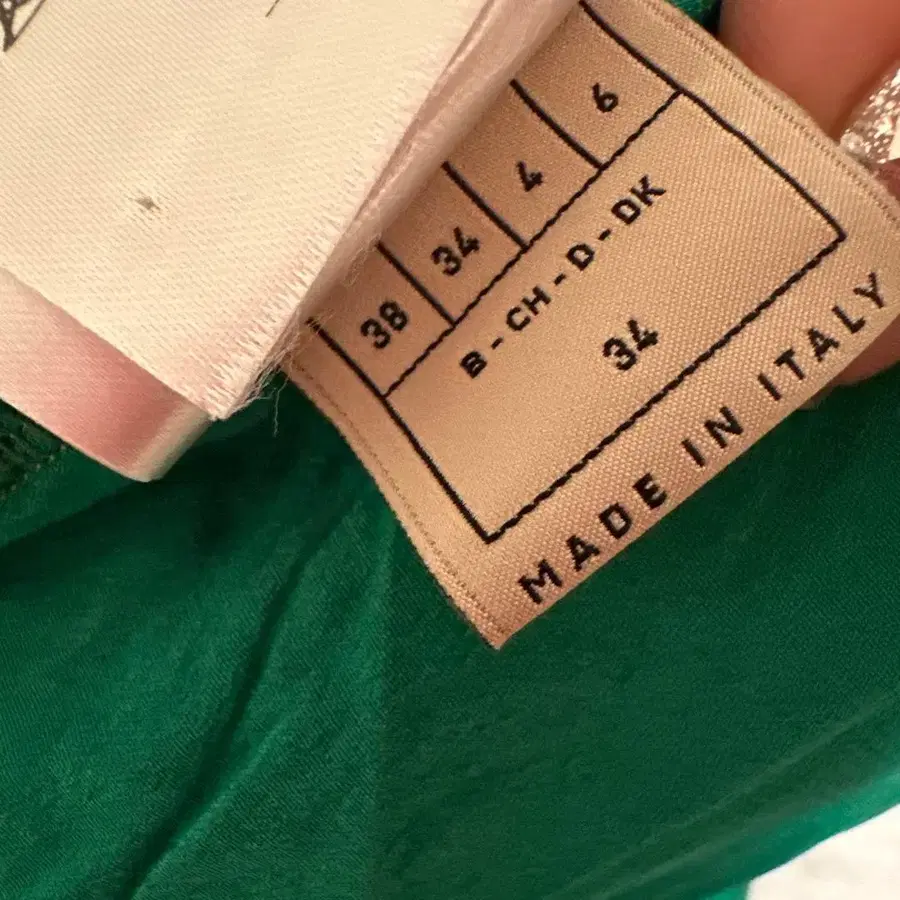 38 34 4 6
B - CH - D - DK
34
MADE IN ITALY